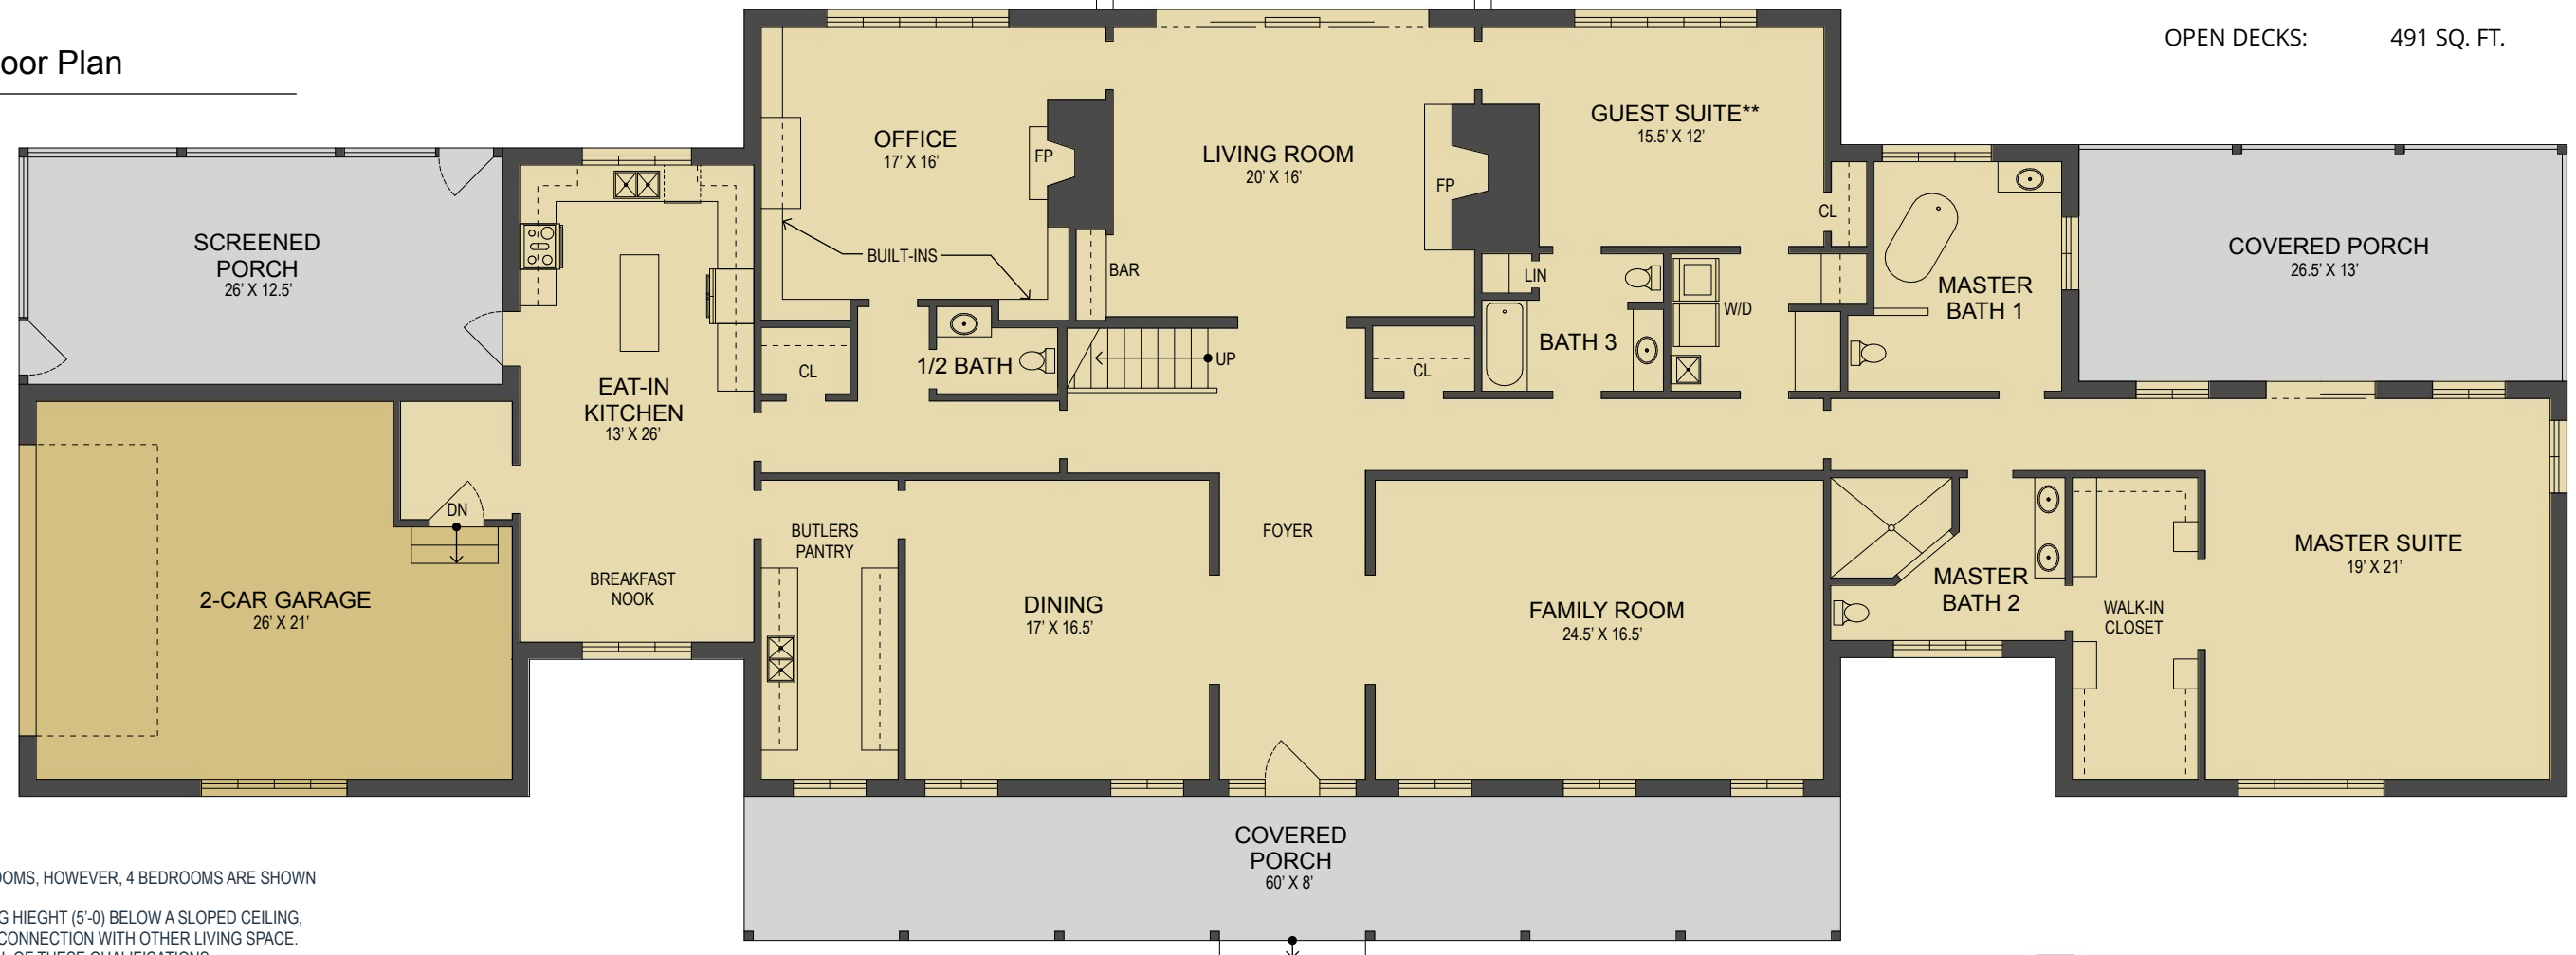 oor Plan
OPEN DECKS: 491 SQ. FT.
OFFICE
17' X 16'
FP
LIVING ROOM
20' X 16'
FP
GUEST SUITE**
15.5' X 12'
CL
SCREENED
PORCH
26' X 12.5'
BUILT-INS
BAR
LIN
W/D
MASTER
BATH 1
COVERED PORCH
26.5' X 13'
EAT-IN
KITCHEN
13' X 26'
CL
1/2 BATH
UP
CL
BATH 3
DN
BUTLERS
PANTRY
FOYER
BREAKFAST
NOOK
2-CAR GARAGE
26' X 21'
DINING
17' X 16.5'
FAMILY ROOM
24.5' X 16.5'
MASTER
BATH 2
WALK-IN
CLOSET
MASTER SUITE
19' X 21'
COVERED
PORCH
60' X 8'
OOMS, HOWEVER, 4 BEDROOMS ARE SHOWN
G HIEGHT (5'-0) BELOW A SLOPED CEILING,
CONNECTION WITH OTHER LIVING SPACE.
OF THESE QUALIFICATIONS